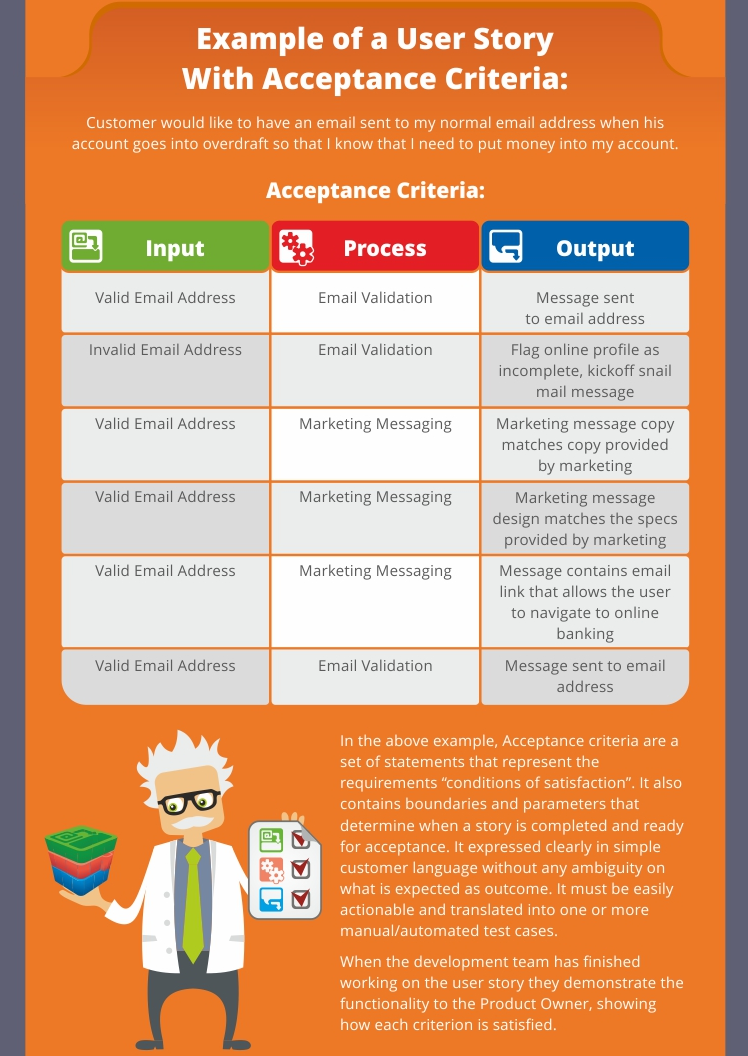 Example of a User Story
With Acceptance Criteria:
Customer would like to have an email sent to my normal email address when his
account goes into overdraft so that I know that I need to put money into my account.
Acceptance Criteria:
Input
Process
Output
Valid Email Address
Email Validation
Message sent
to email address
Invalid Email Address
Email Validation
Flag online profile as
incomplete, kickoff snail
mail message
Valid Email Address
Marketing Messaging
Marketing message copy
matches copy provided
by marketing
Valid Email Address
Marketing Messaging
Marketing message
design matches the specs
provided by marketing
Valid Email Address
Marketing Messaging
Message contains email
link that allows the user
to navigate to online
banking
Valid Email Address
Email Validation
Message sent to email
address
In the above example, Acceptance criteria are a
set of statements that represent the
requirements “conditions of satisfaction”. It also
contains boundaries and parameters that
determine when a story is completed and ready
for acceptance. It expressed clearly in simple
customer language without any ambiguity on
what is expected as outcome. It must be easily
actionable and translated into one or more
manual/automated test cases.
When the development team has finished
working on the user story they demonstrate the
functionality to the Product Owner, showing
how each criterion is satisfied.